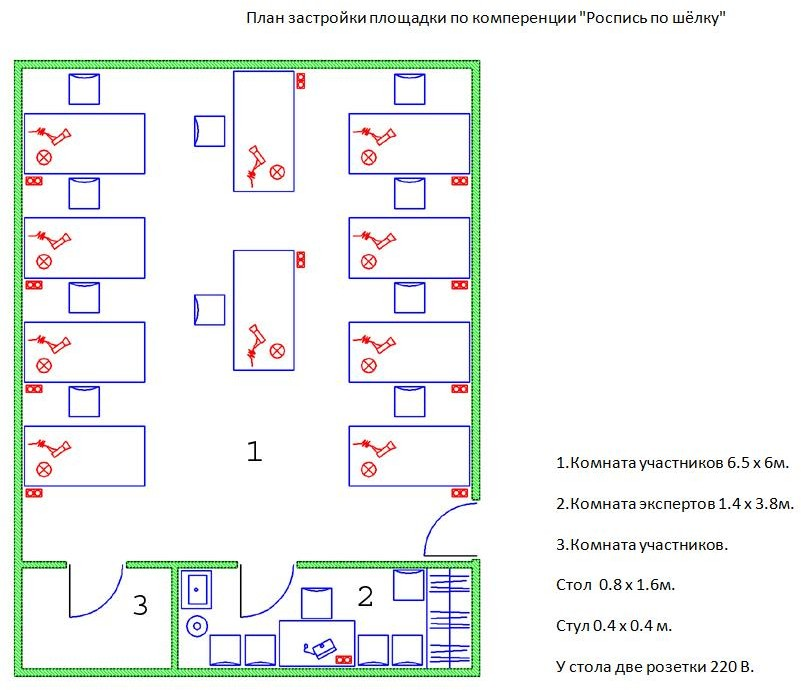 План застройки площадки по комперенции "Роспись по шёлку"
1
1.Комната участников 6.5 х 6м.
2.Комната экспертов 1.4 х 3.8м.
3.Комната участников.
2
3
Стол 0.8 х 1.6м.
Стул 0.4 х 0.4 м.
У стола две розетки 220 В.